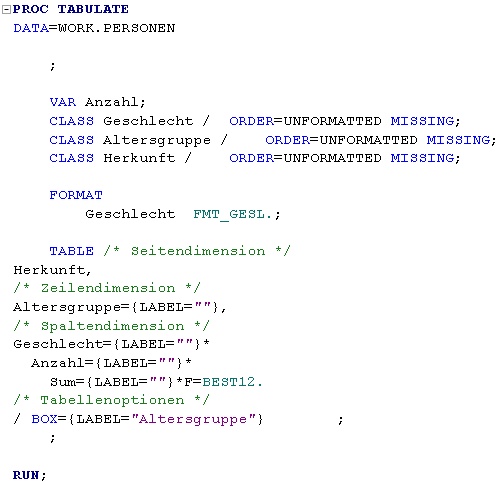 PROC TABULATE
DATA=WORK.PERSONEN
;
VAR Anzahl;
CLASS Geschlecht / ORDER=UNFORMATTED MISSING;
CLASS Altersgruppe / ORDER=UNFORMATTED MISSING;
CLASS Herkunft / ORDER=UNFORMATTED MISSING;
FORMAT
Geschlecht FMT_GESL.;
TABLE /* Seitendimension */
Herkunft,
/* Zeilendimension */
Altersgruppe={LABEL=""},
/* Spaltendimension */
Geschlecht={LABEL=""}*
Anzahl={LABEL=""}*
Sum={LABEL=""}*F=BEST12.
/* Tabellenoptionen */
/ BOX={LABEL="Altersgruppe"} ;
;
RUN;